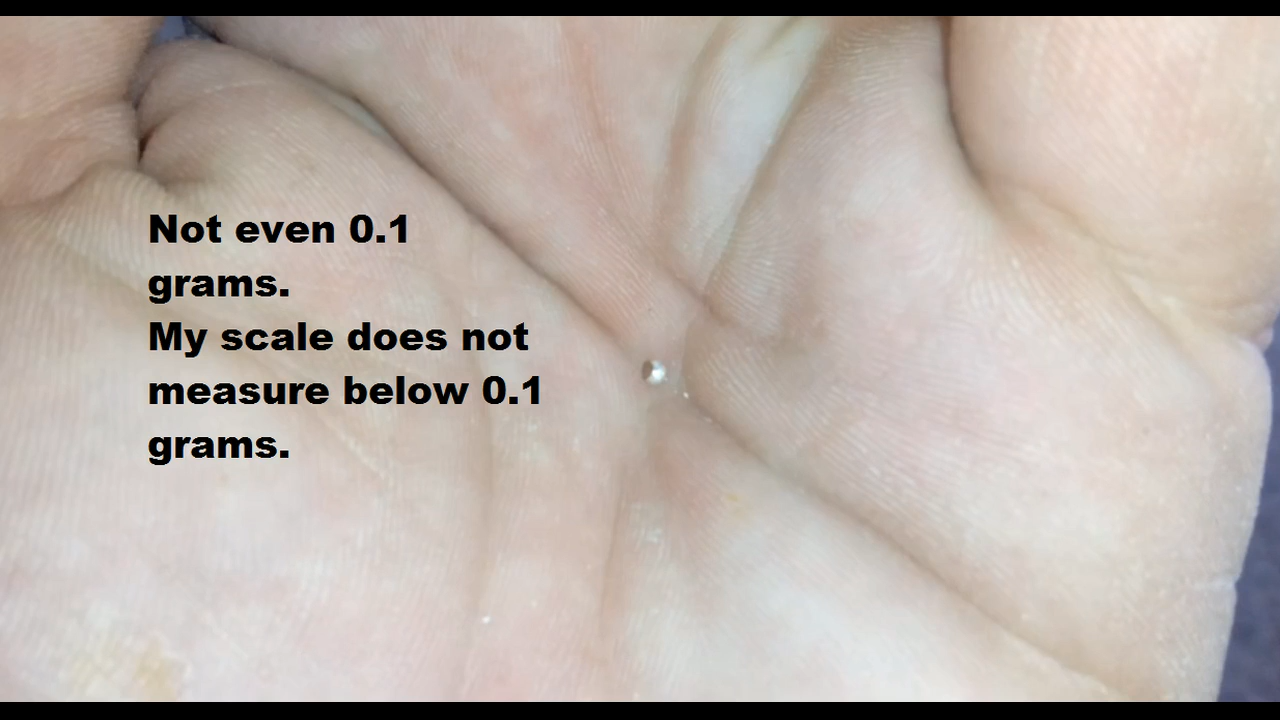 Not even 0.1
grams.
My scale does not
measure below 0.1
grams.